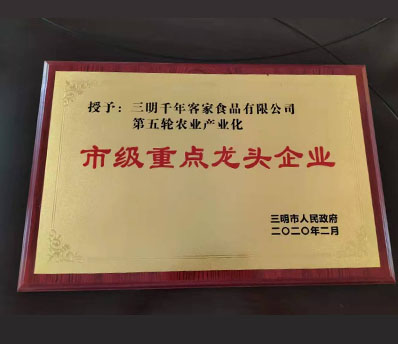 授予：三明千年客家食品有限公司
第五轮农业产业化
市级重点龙头企业
三明市人民政府
二〇二〇年二月